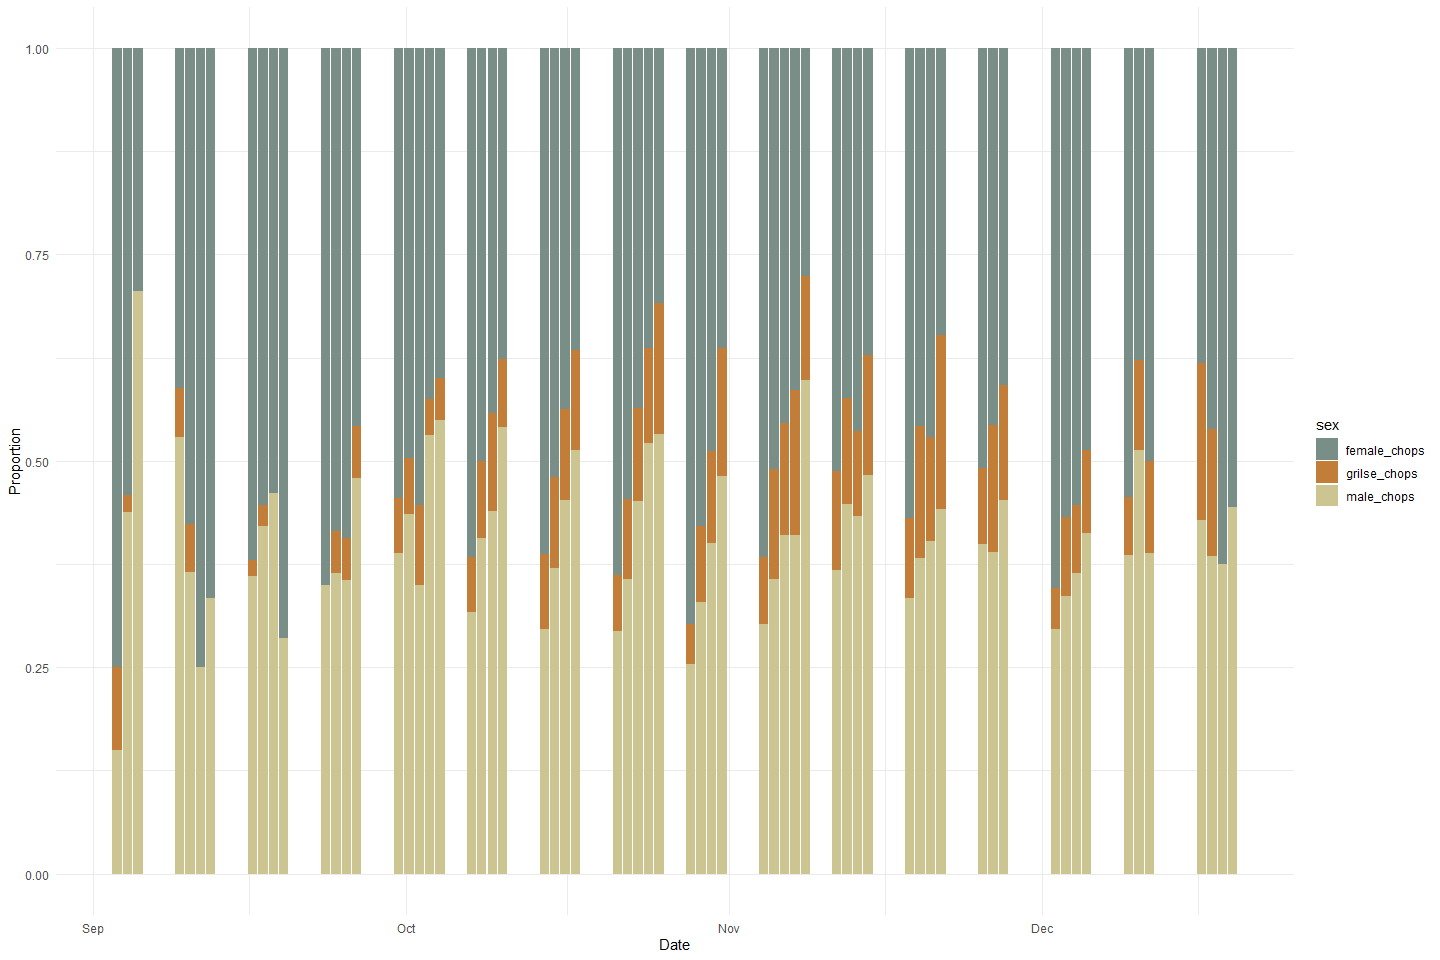 1.00
0.75
0.50
0.25
0.00
Proportion
Sep
Oct
Nov
Dec
Date
sex
female_chops
grilse_chops
male_chops